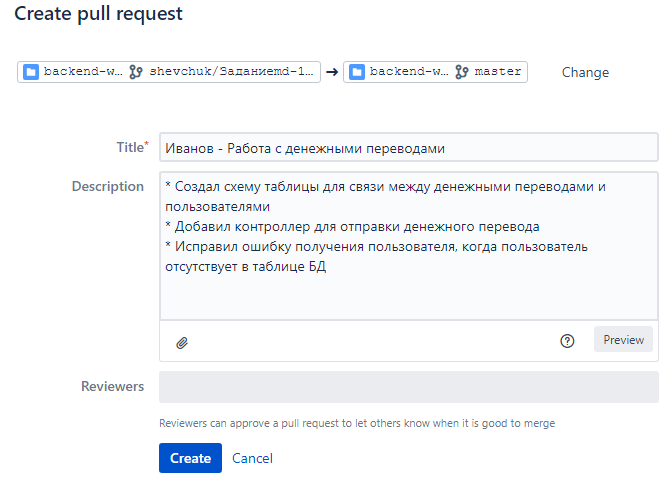 Create pull request
backend-w... shevchuk/Заданиemd-1... → backend-w... master Change
Title* Иванов - Работа с денежными переводами
Description * Создал схему таблицы для связи между денежными переводами и
пользователями
* Добавил контроллер для отправки денежного перевода
* Исправил ошибку получения пользователя, когда пользователь
отсутствует в таблице БД
Preview
Reviewers
Reviewers can approve a pull request to let others know when it is good to merge
Create Cancel